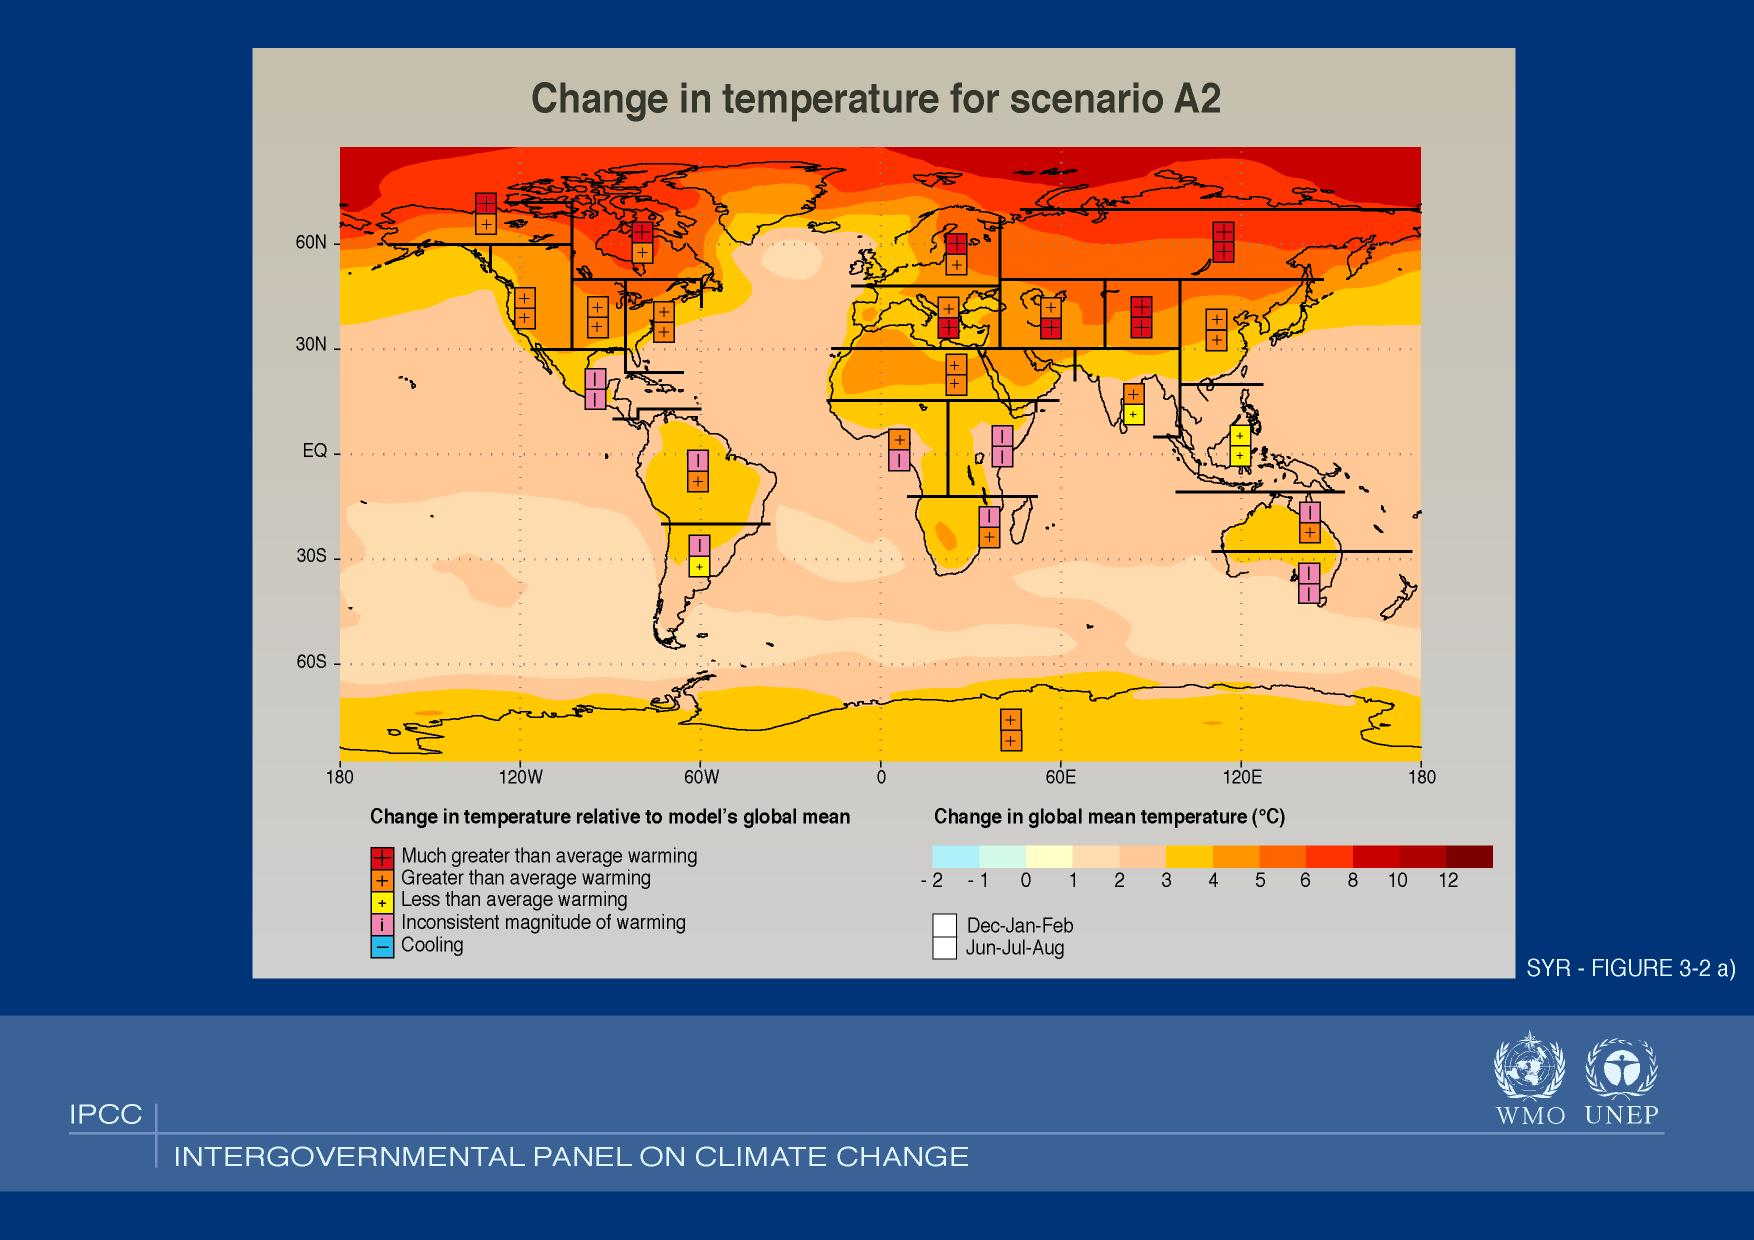 Change in temperature for scenario A2
60N
30N
EQ
30S
60S
180 120W 60W 0 60E 120E 180
Change in temperature relative to model's global mean
Much greater than average warming
Greater than average warming
Less than average warming
i Inconsistent magnitude of warming
Cooling
Change in global mean temperature (°C)
- 2 - 1 0 1 2 3 4 5 6 8 10 12
Dec-Jan-Feb
Jun-Jul-Aug
SYR - FIGURE 3-2 a)
WMO UNEP
IPCC
INTERGOVERNMENTAL PANEL ON CLIMATE CHANGE